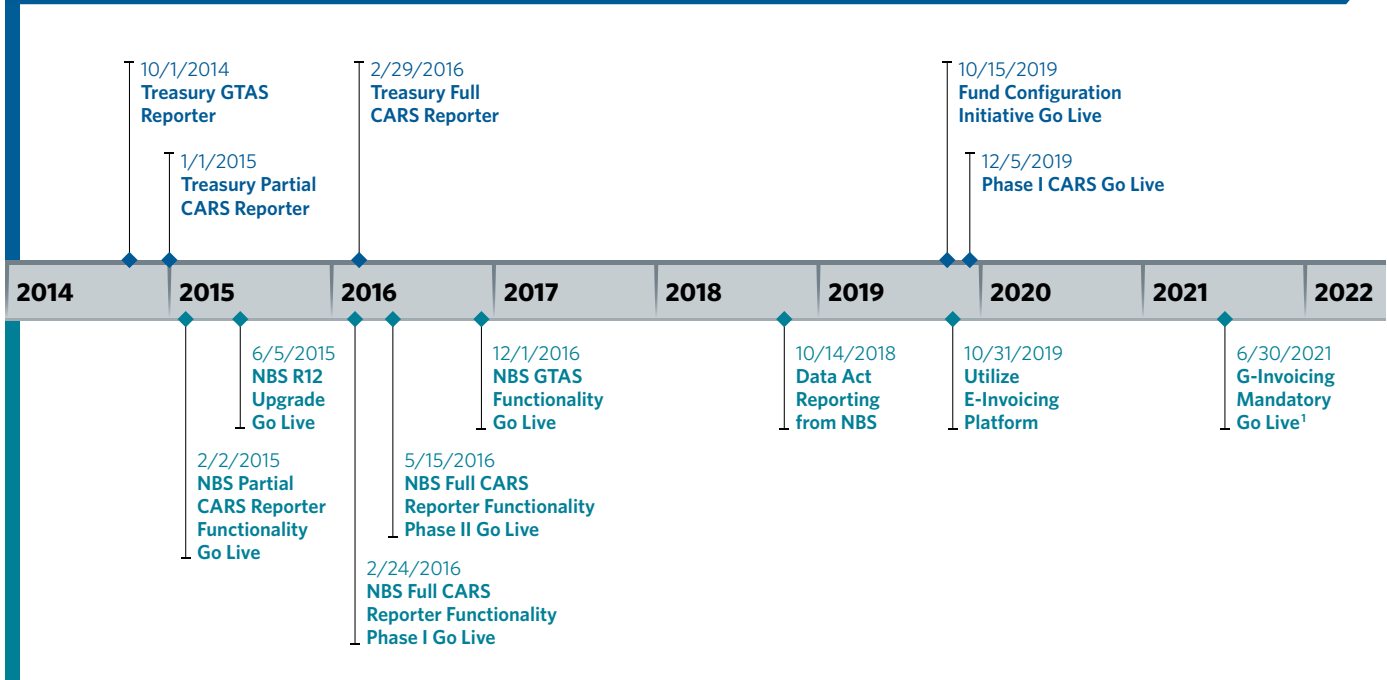 10/1/2014
Treasury GTAS
Reporter
1/1/2015
Treasury Partial
CARS Reporter
2/29/2016
Treasury Full
CARS Reporter
10/15/2019
Fund Configuration
Initiative Go Live
12/5/2019
Phase I CARS Go Live
2014
2015
2016
2017
2018
2019
2020
2021
2022
2/2/2015
NBS Partial
CARS Reporter
Functionality
Go Live
6/5/2015
NBS R12
Upgrade
Go Live
2/24/2016
NBS Full CARS
Reporter Functionality
Phase I Go Live
5/15/2016
NBS Full CARS
Reporter Functionality
Phase II Go Live
12/1/2016
NBS GTAS
Functionality
Go Live
10/14/2018
Data Act
Reporting
from NBS
10/31/2019
Utilize
E-Invoicing
Platform
6/30/2021
G-Invoicing
Mandatory
Go Live¹